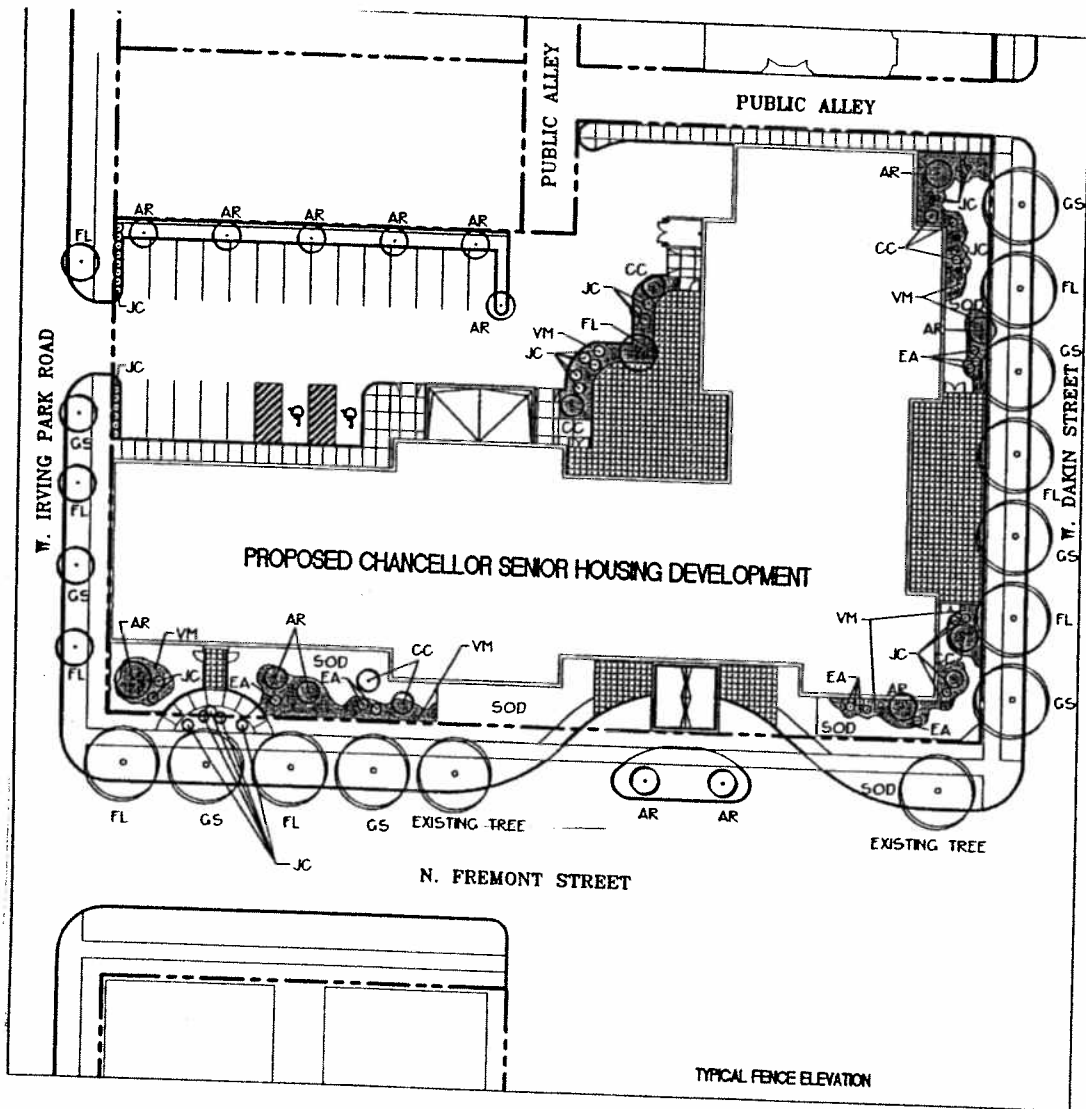 PUBLIC ALLEY
PUBLIC ALLEY
AR
JC
GS
CC
JC
AR
AR
AR
AR
AR
FL
CC
JC
VM
FL
FL
AR
JC
AR
VM
FL
EA
GS
JC
JC
W. IRVING PARK ROAD
W. DAKIN STREET
CC
GS
FL
FL
PROPOSED CHANCELLOR SENIOR HOUSING DEVELOPMENT
GS
GS
VM
FL
AR
VM
AR
SOD
CC
VM
FL
JC
JC
CC
EA
EA
EA
AR
SOD
SOD
EA
GS
SOD
FL
GS
FL
GS
EXISTING TREE
AR
AR
EXISTING TREE
JC
N. FREMONT STREET
TYPICAL FENCE ELEVATION